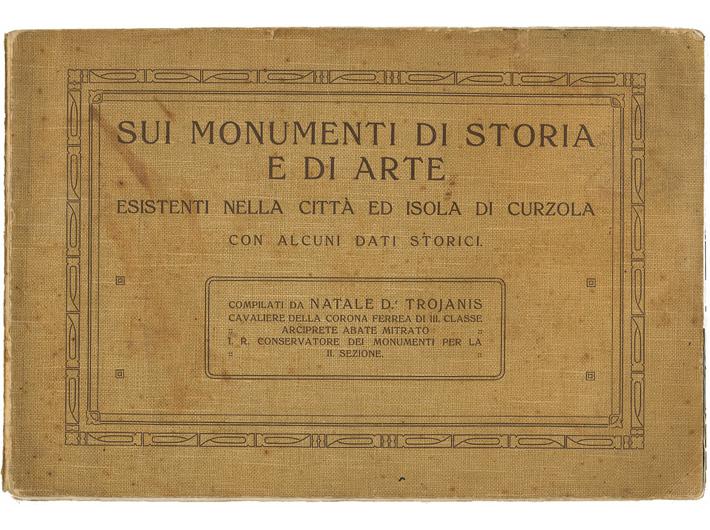 SUI MONUMENTI DI STORIA
E DI ARTE
ESISTENTI NELLA CITTÀ ED ISOLA DI CURZOLA
CON ALCUNI DATI STORICI.
COMPILATI DA NATALE D.r TROJANIS
CAVALIERE DELLA CORONA FERREA DI III. CLASSE
ARCIPRETE ABATE MITRATO
I. R. CONSERVATORE DEI MONUMENTI PER LA
II. SEZIONE.